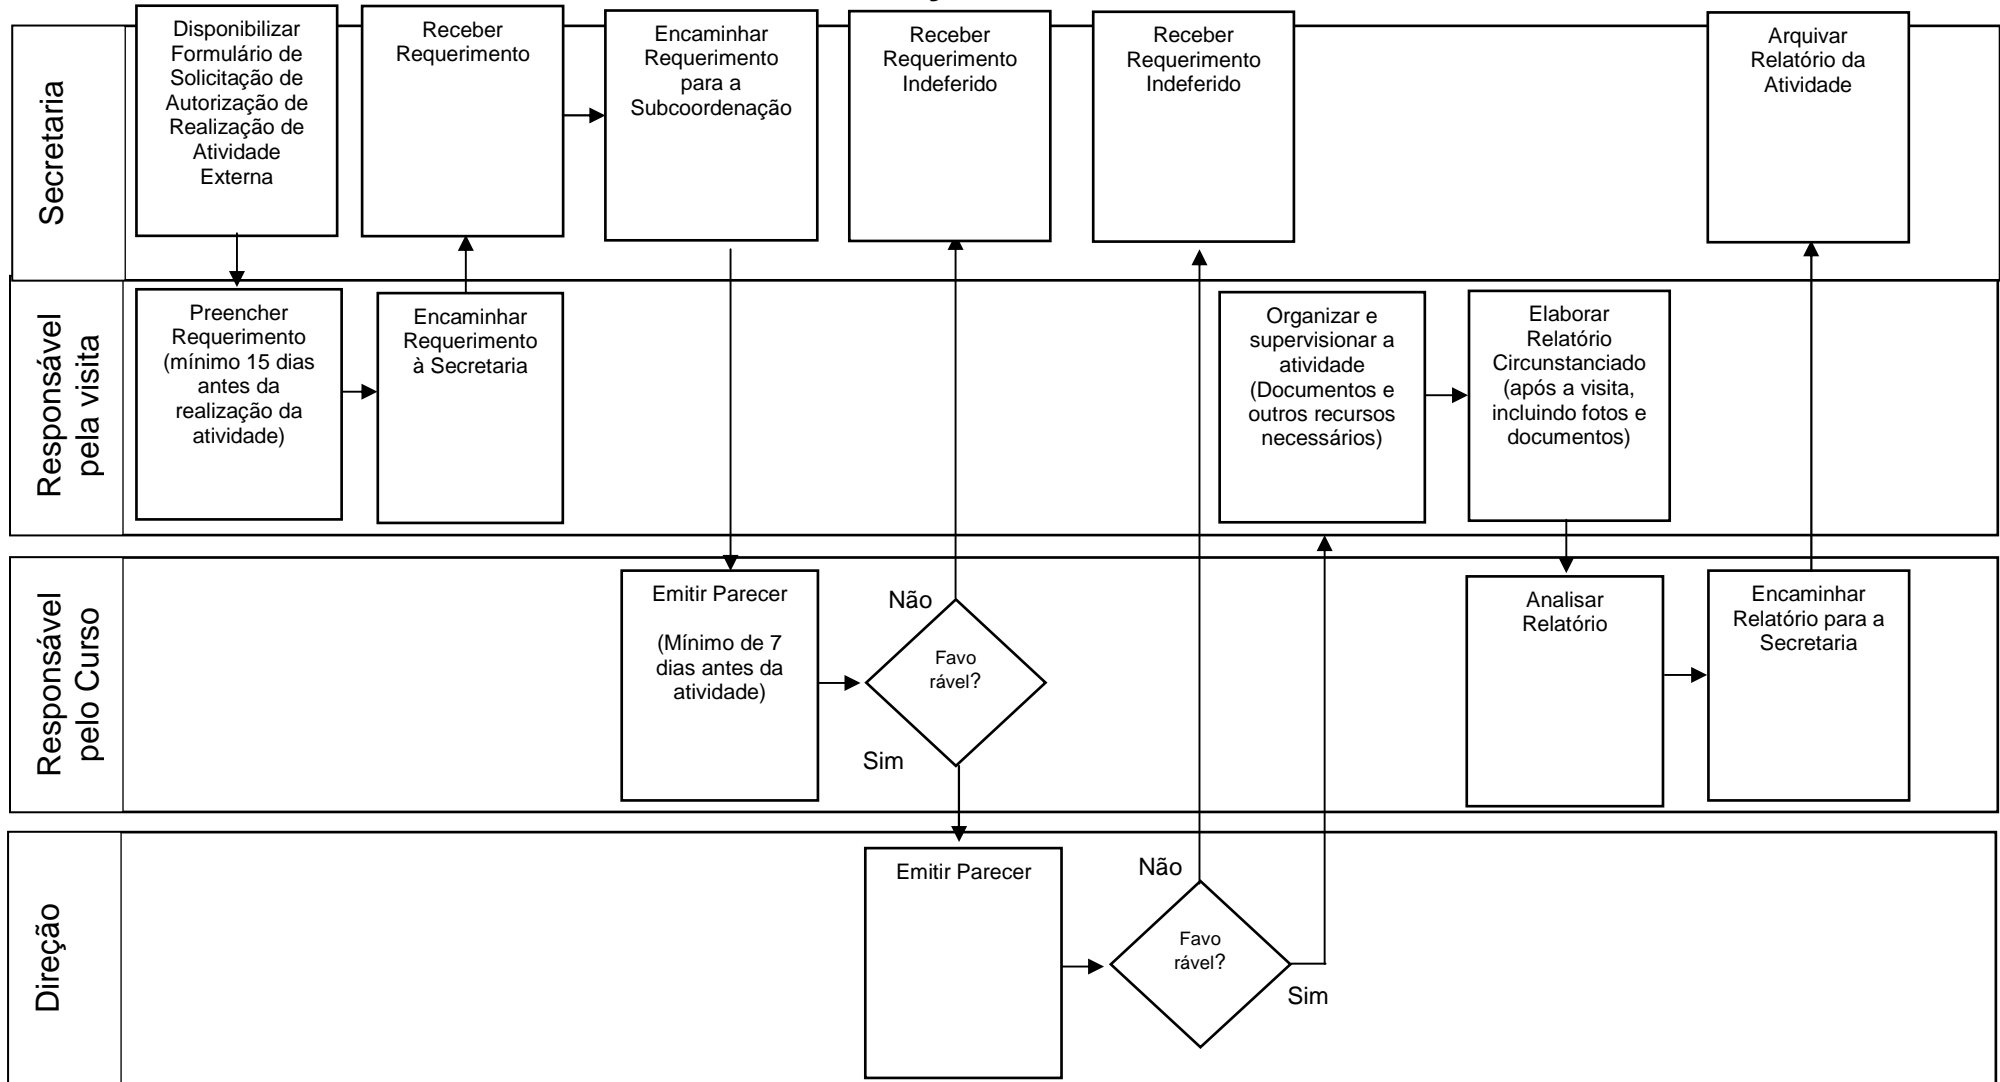 Secretaria
Disponibilizar
Formulário de
Solicitação de
Autorização de
Realização de
Atividade
Externa
Receber
Requerimento
Encaminhar
Requerimento
para a
Subcoordenação
Receber
Requerimento
Indeferido
Receber
Requerimento
Indeferido
Arquivar
Relatório da
Atividade
Responsável
pela visita
Preencher
Requerimento
(mínimo 15 dias
antes da
realização da
atividade)
Encaminhar
Requerimento
à Secretaria
Organizar e
supervisionar a
atividade
(Documentos e
outros recursos
necessários)
Elaborar
Relatório
Circunstanciado
(após a visita,
incluindo fotos e
documentos)
Responsável
pelo Curso
Emitir Parecer
(Mínimo de 7
dias antes da
atividade)
Não
Favo
rável?
Sim
Analisar
Relatório
Encaminhar
Relatório para a
Secretaria
Direção
Emitir Parecer
Não
Favo
rável?
Sim